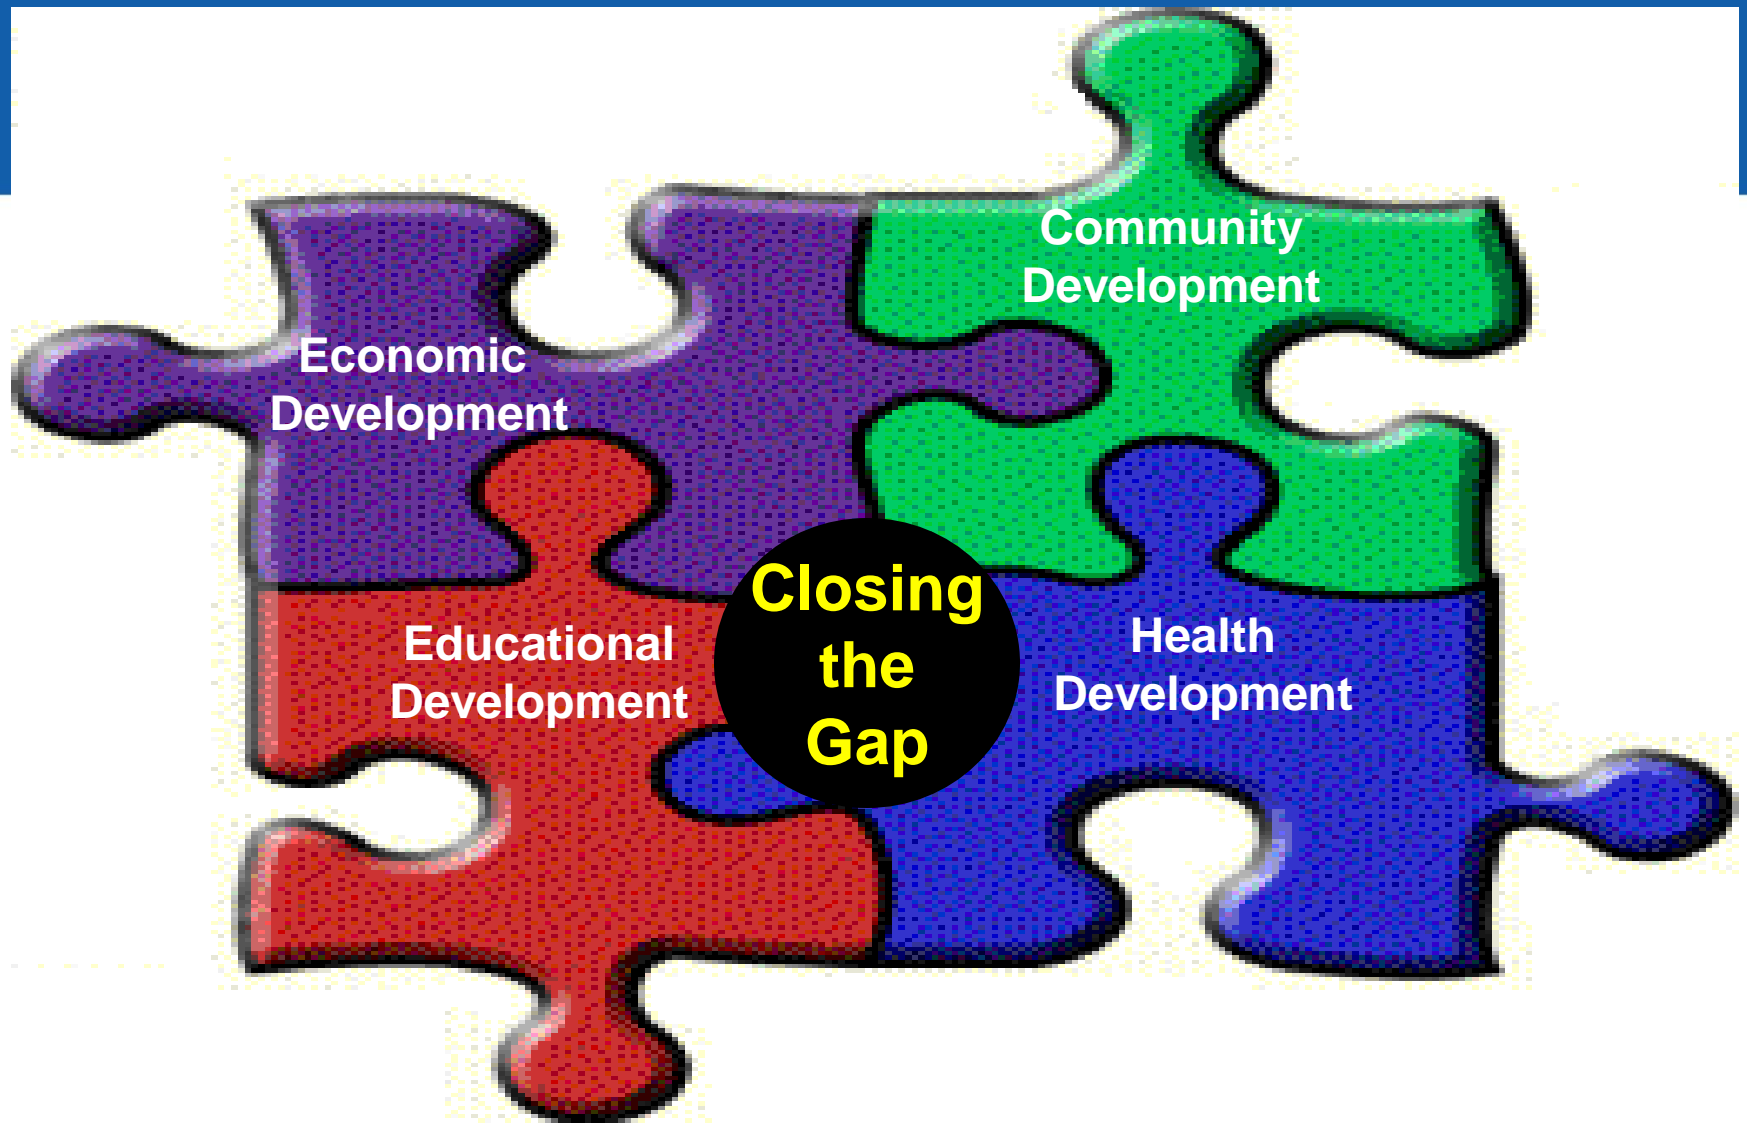 Community
Development
Economic
Development
Closing
the
Gap
Educational
Development
Health
Development